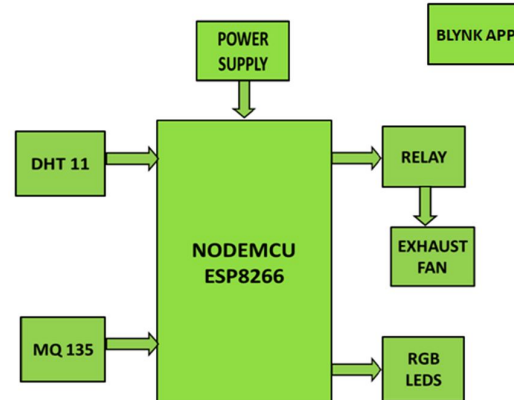 POWER
SUPPLY
BLYNK APP
DHT 11
RELAY
NODEMCU
ESP8266
EXHAUST
FAN
MQ 135
RGB
LEDS